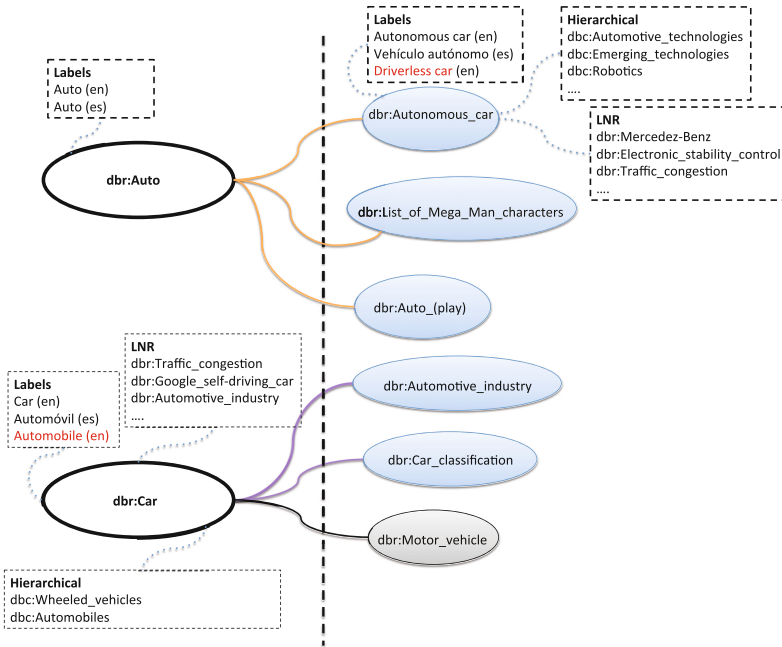 Labels
Auto (en)
Auto (es)
dbr:Auto
Labels
Autonomous car (en)
Vehículo autónomo (es)
Driverless car (en)
Hierarchical
dbc:Automotive_technologies
dbc:Emerging_technologies
dbc:Robotics
....
dbr:Autonomous_car
LNR
dbr:Mercedez-Benz
dbr:Electronic_stability_control
dbr:Traffic_congestion
....
dbr:List_of_Mega_Man_characters
dbr:Auto_(play)
LNR
dbr:Traffic_congestion
dbr:Google_self-driving_car
dbr:Automotive_industry
....
Labels
Car (en)
Automóvil (es)
Automobile (en)
dbr:Car
Hierarchical
dbc:Wheeled_vehicles
dbc:Automobiles
dbr:Automotive_industry
dbr:Car_classification
dbr:Motor_vehicle